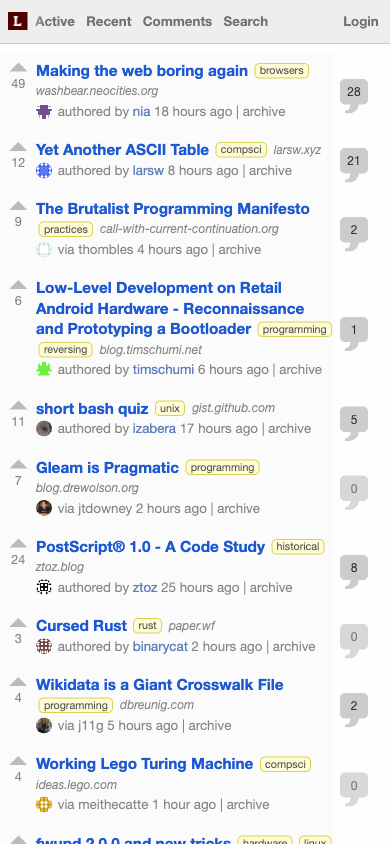 L Active Recent Comments Search Login
Making the web boring again browsers
49
washbear.neocities.org
28
authored by nia 18 hours ago | archive
Yet Another ASCII Table compsci larsw.xyz
12
21
authored by larsw 8 hours ago | archive
The Brutalist Programming Manifesto
9
practices call-with-current-continuation.org
2
via thombles 4 hours ago | archive
Low-Level Development on Retail
6
Android Hardware - Reconnaissance
and Prototyping a Bootloader programming
1
reversing blog.timschumi.net
authored by timschumi 6 hours ago | archive
short bash quiz unix gist.github.com
11
5
authored by izabera 17 hours ago | archive
Gleam is Pragmatic programming
7
blog.drewolson.org
0
via jtdowney 2 hours ago | archive
PostScript® 1.0 - A Code Study historical
24
ztoz.blog
8
authored by ztoz 25 hours ago | archive
Cursed Rust rust paper.wf
3
0
authored by binarycat 2 hours ago | archive
Wikidata is a Giant Crosswalk File
4
programming dbreunig.com
2
via j11g 5 hours ago | archive
Working Lego Turing Machine compsci
4
ideas.lego.com
0
via meithecatte 1 hour ago | archive
fwupd 2.0.0 and new tricks hardware linux